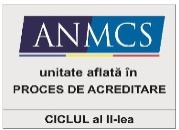 ANMCS
unitate aflată în
PROCES DE ACREDITARE
CICLUL al II-lea